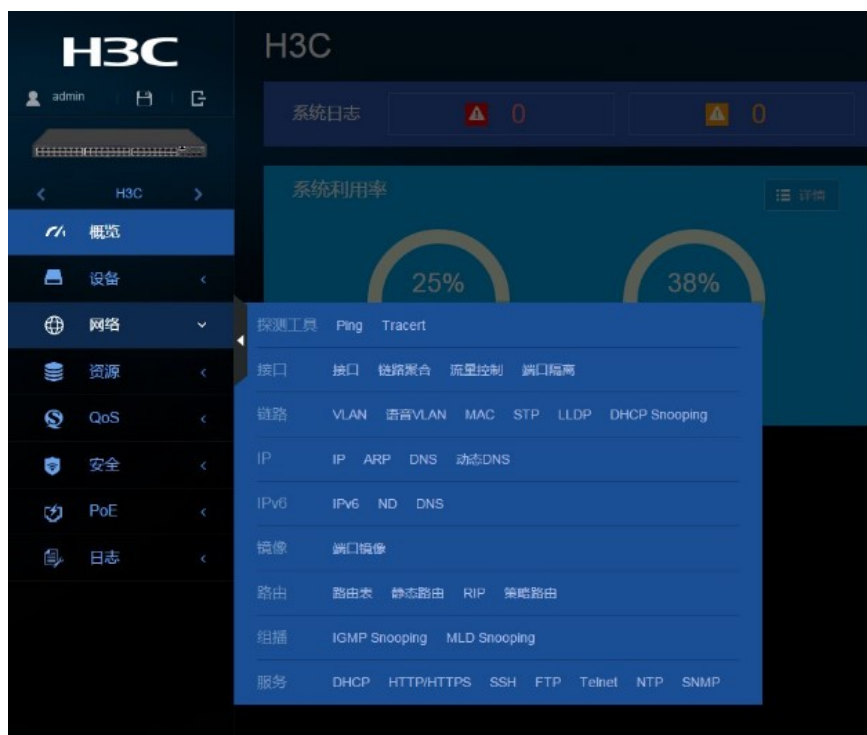 H3C
admin
H3C
概览
设备
网络
资源
QoS
安全
PoE
日志
H3C
系统日志 0 0
系统利用率 详情
25% 38%
探测工具 Ping Tracert
接口 接口 链路聚合 流量控制 端口隔离
链路 VLAN 语音VLAN MAC STP LLDP DHCP Snooping
IP IP ARP DNS 动态DNS
IPv6 IPv6 ND DNS
镜像 端口镜像
路由 路由表 静态路由 RIP 策略路由
组播 IGMP Snooping MLD Snooping
服务 DHCP HTTP/HTTPS SSH FTP Telnet NTP SNMP